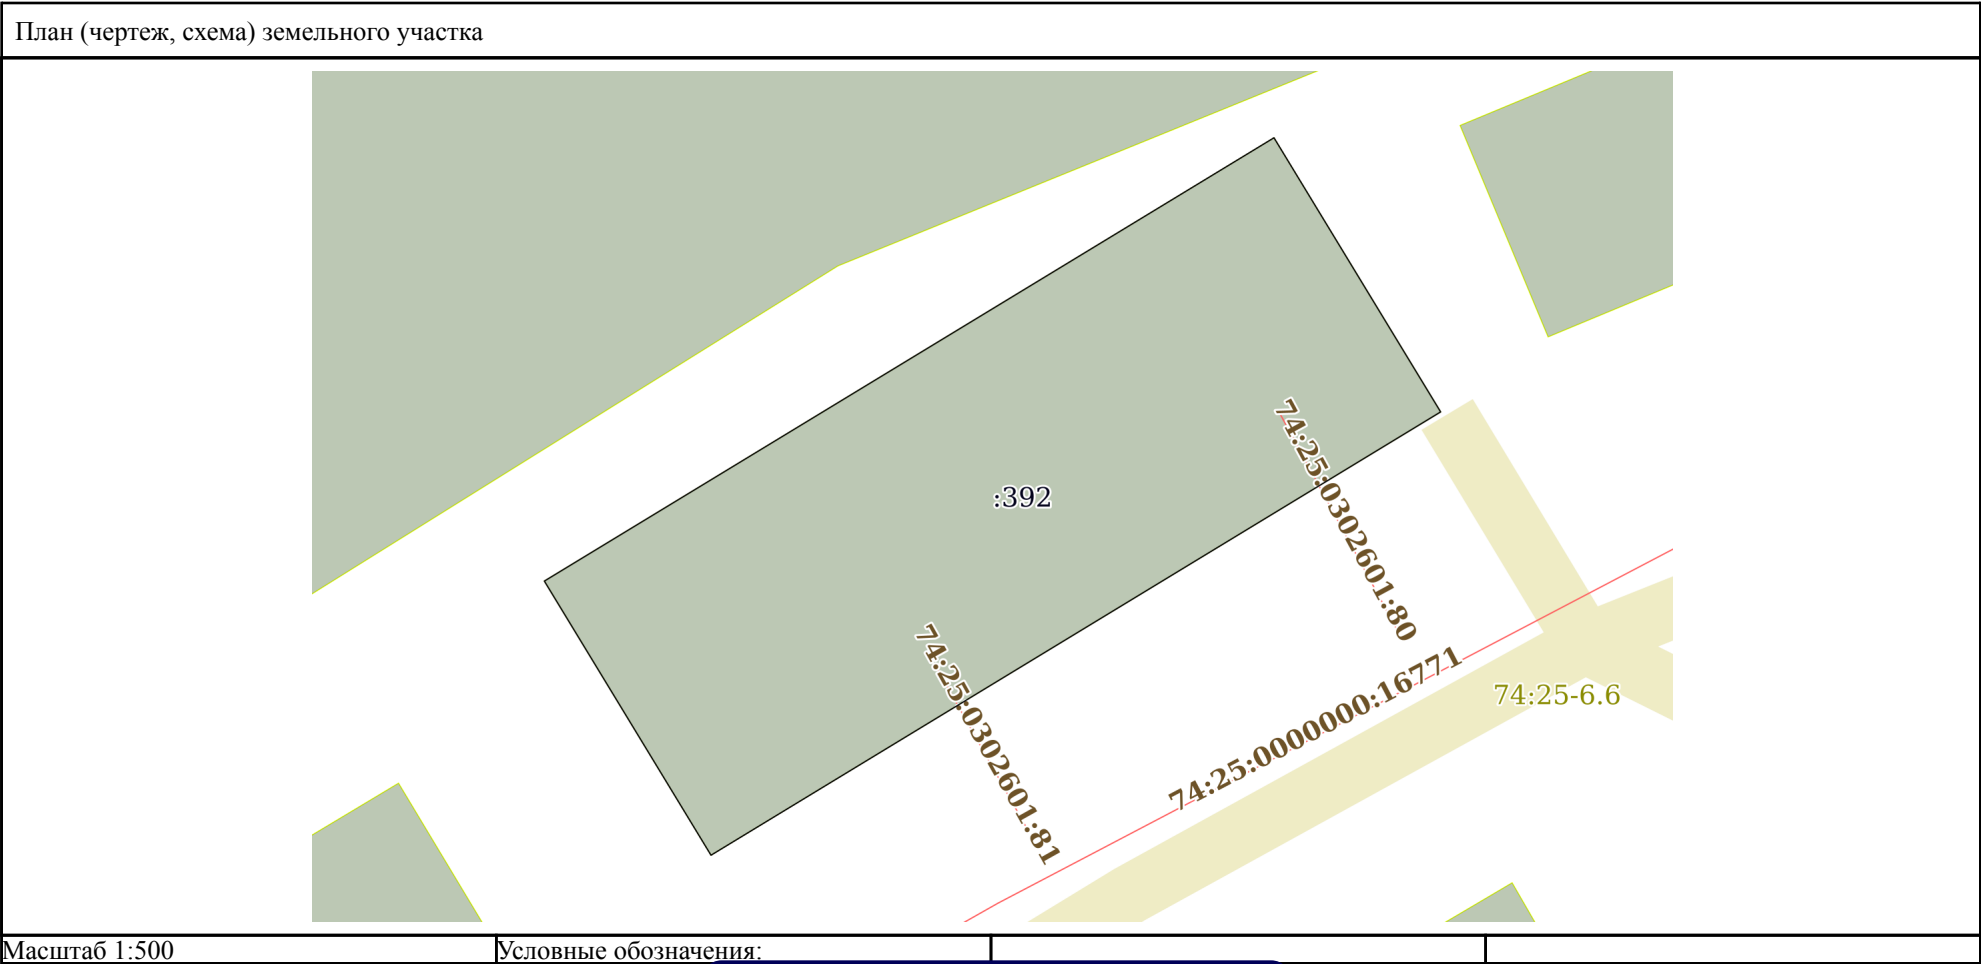 План (чертеж, схема) земельного участка
:392
74:25:0302601:80
74:25:0302601:81
74:25:0000000:16771
74:25-6.6
Масштаб 1:500
Условные обозначения: